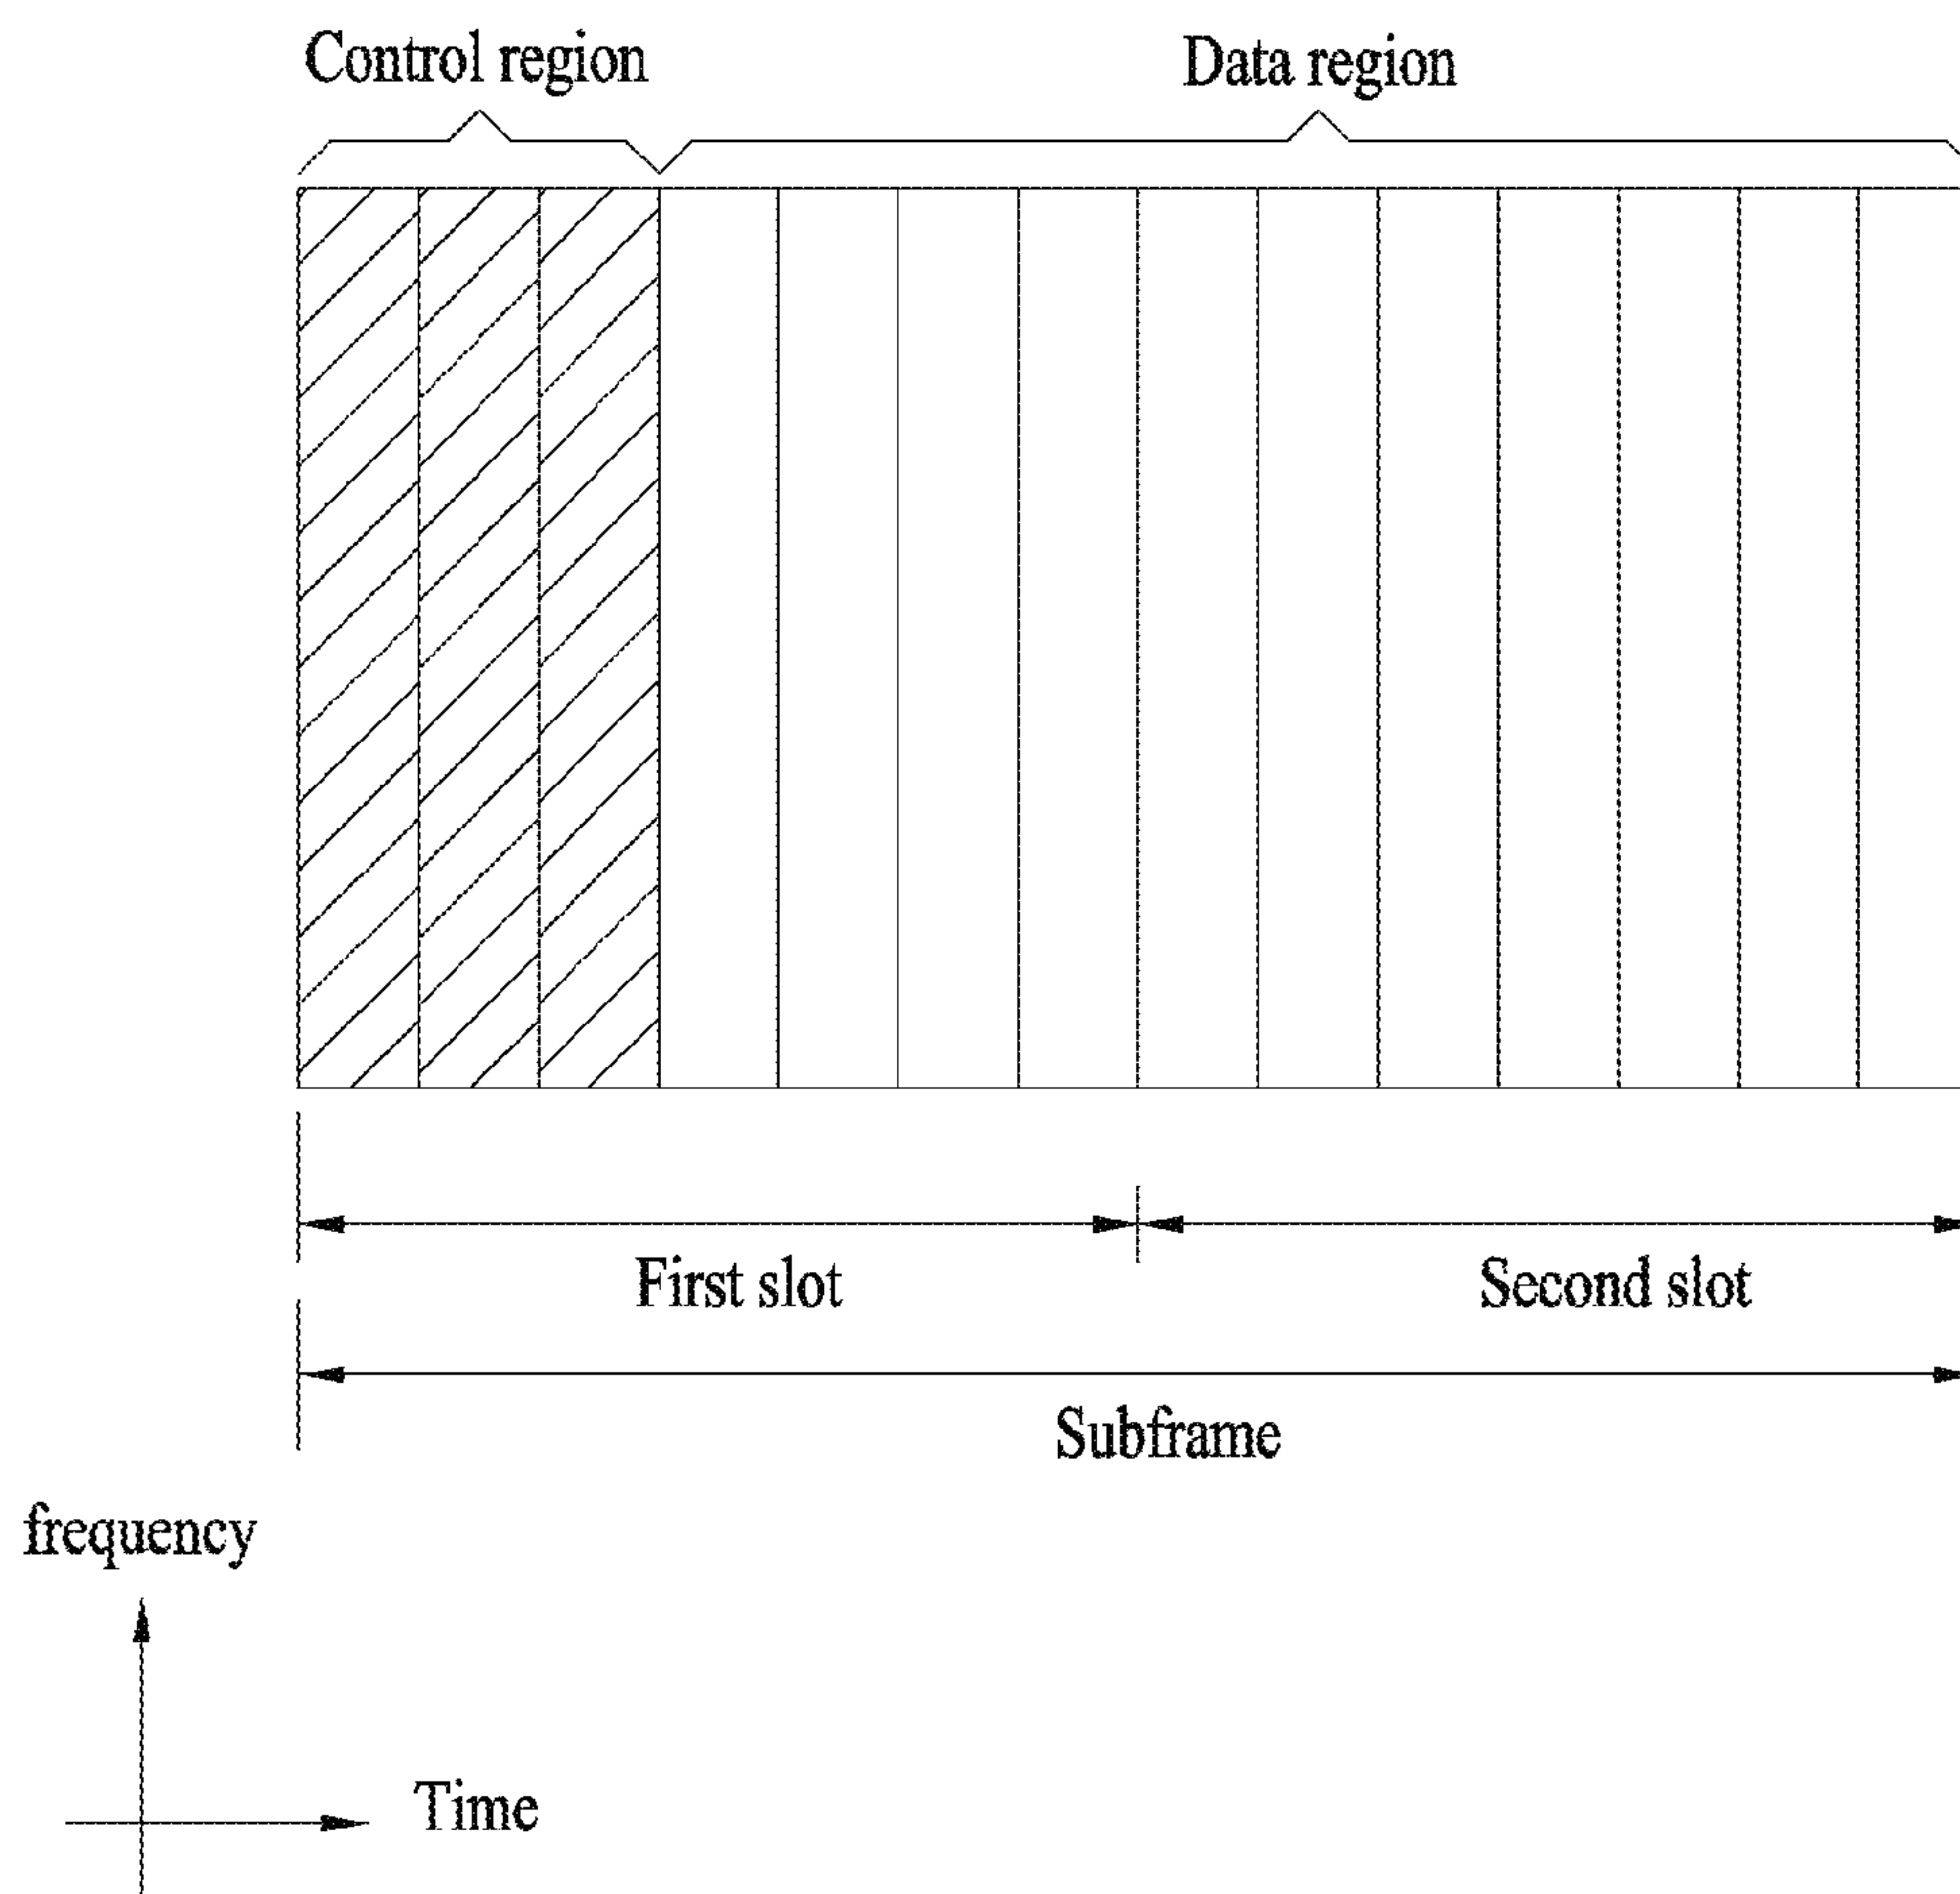 Control region
Data region
First slot
Second slot
Subframe
frequency
Time